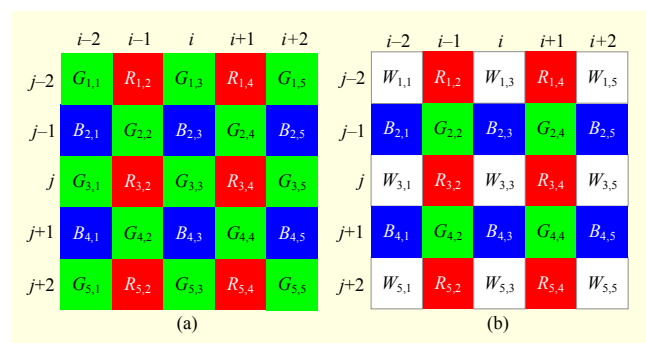 i–2 i–1 i i+1 i+2
j–2 G1,1 R1,2 G1,3 R1,4 G1,5
j–1 B2,1 G2,2 B2,3 G2,4 B2,5
j G3,1 R3,2 G3,3 R3,4 G3,5
j+1 B4,1 G4,2 B4,3 G4,4 B4,5
j+2 G5,1 R5,2 G5,3 R5,4 G5,5
(a)
i–2 i–1 i i+1 i+2
j–2 W1,1 R1,2 W1,3 R1,4 W1,5
j–1 B2,1 G2,2 B2,3 G2,4 B2,5
j W3,1 R3,2 W3,3 R3,4 W3,5
j+1 B4,1 G4,2 B4,3 G4,4 B4,5
j+2 W5,1 R5,2 W5,3 R5,4 W5,5
(b)